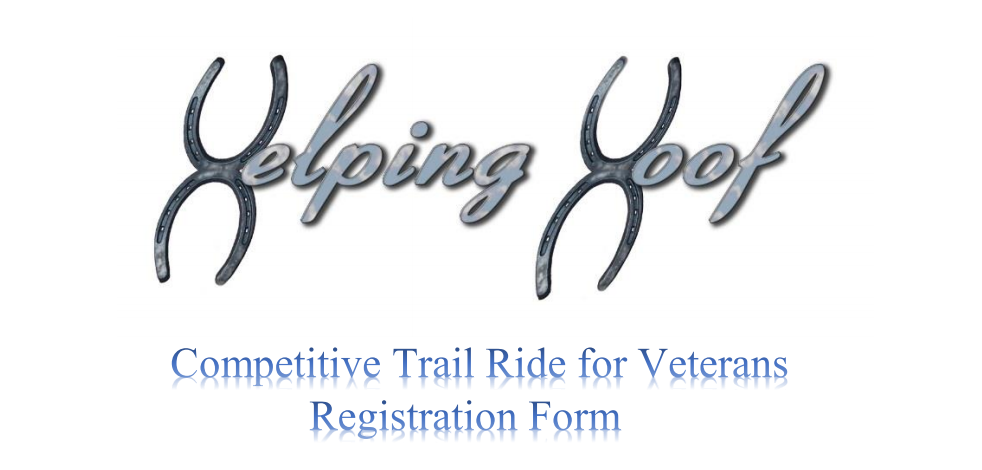 Helping Hoof
Competitive Trail Ride for Veterans
Registration Form